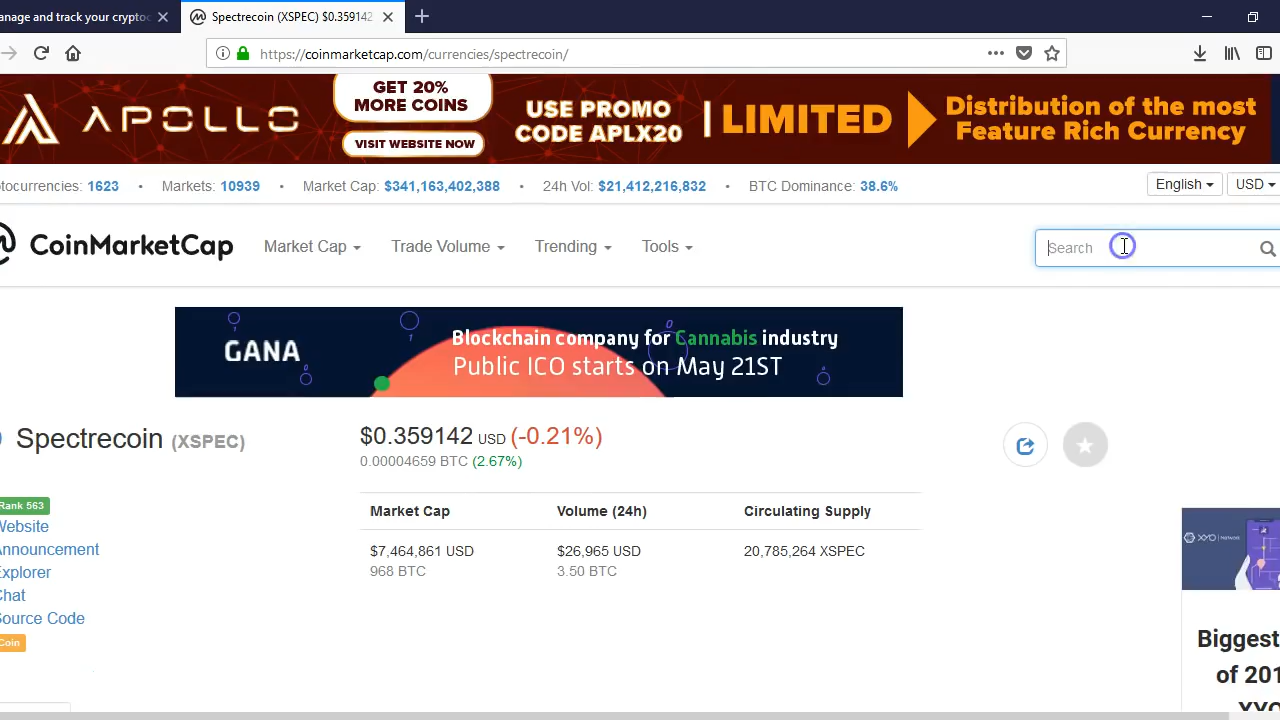 anage and track your cryptoc
Spectrecoin (XSPEC) $0.359142
https://coinmarketcap.com/currencies/spectrecoin/
APOLLO
GET 20%
MORE COINS
VISIT WEBSITE NOW
USE PROMO
CODE APLX20
LIMITED
Distribution of the most
Feature Rich Currency
tocurrencies: 1623 • Markets: 10939 • Market Cap: $341,163,402,388 • 24h Vol: $21,412,216,832 • BTC Dominance: 38.6%
English
USD
CoinMarketCap
Market Cap
Trade Volume
Trending
Tools
Search
GANA
Blockchain company for Cannabis industry
Public ICO starts on May 21ST
Spectrecoin (XSPEC)
$0.359142 USD (-0.21%)
0.00004659 BTC (2.67%)
Rank 563
Website
Announcement
Explorer
Chat
Source Code
Coin
Market Cap
Volume (24h)
Circulating Supply
$7,464,861 USD
$26,965 USD
20,785,264 XSPEC
968 BTC
3.50 BTC
XYO NETWORK
Biggest
of 201
XYO